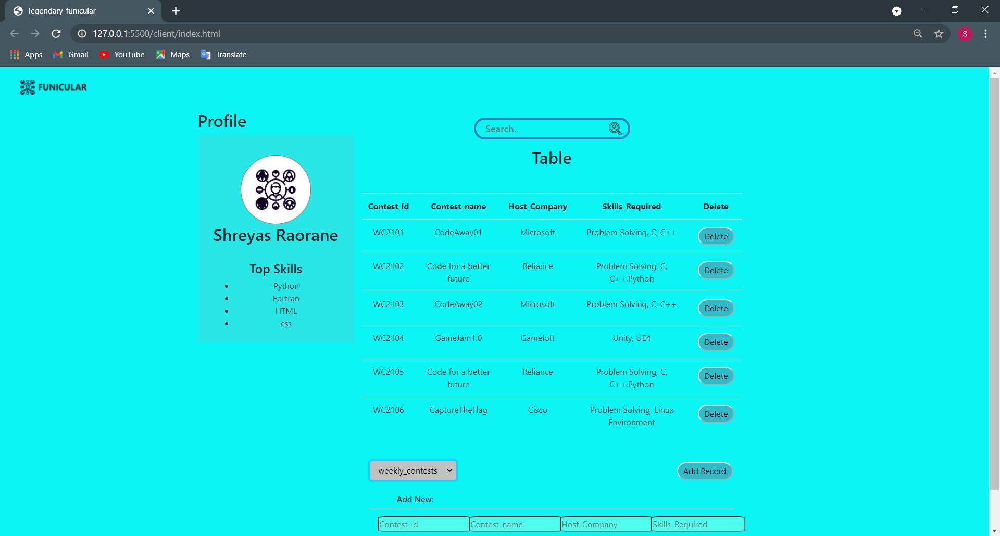 legendary-funicular
127.0.0.1:5500/client/index.html
S
Apps Gmail YouTube Maps Translate
FUNICULAR
Profile
Shreyas Raorane
Top Skills
Python
Fortran
HTML
css
Search..
Table
Contest_id Contest_name Host_Company Skills_Required Delete
WC2101 CodeAway01 Microsoft Problem Solving, C, C++ Delete
WC2102 Code for a better Reliance Problem Solving, C, Delete
future C++,Python
WC2103 CodeAway02 Microsoft Problem Solving, C, C++ Delete
WC2104 GameJam1.0 Gameloft Unity, UE4 Delete
WC2105 Code for a better Reliance Problem Solving, C, Delete
future C++,Python
WC2106 CaptureTheFlag Cisco Problem Solving, Linux Delete
Environment
weekly_contests Add Record
Add New:
Contest_id Contest_name Host_Company Skills_Required